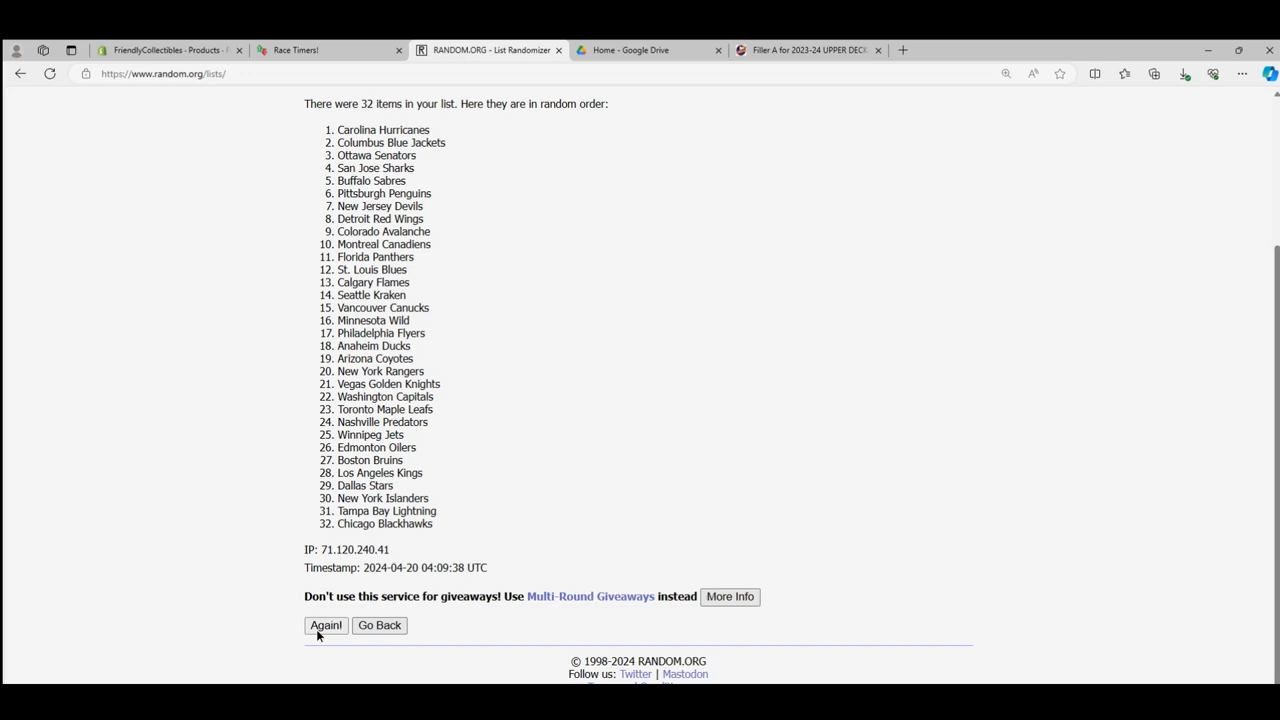 FriendlyCollectibles - Products - F
Race Timers!
RANDOM.ORG - List Randomizer
Home - Google Drive
Filler A for 2023-24 UPPER DECK
https://www.random.org/lists/
There were 32 items in your list. Here they are in random order:
1. Carolina Hurricanes
2. Columbus Blue Jackets
3. Ottawa Senators
4. San Jose Sharks
5. Buffalo Sabres
6. Pittsburgh Penguins
7. New Jersey Devils
8. Detroit Red Wings
9. Colorado Avalanche
10. Montreal Canadiens
11. Florida Panthers
12. St. Louis Blues
13. Calgary Flames
14. Seattle Kraken
15. Vancouver Canucks
16. Minnesota Wild
17. Philadelphia Flyers
18. Anaheim Ducks
19. Arizona Coyotes
20. New York Rangers
21. Vegas Golden Knights
22. Washington Capitals
23. Toronto Maple Leafs
24. Nashville Predators
25. Winnipeg Jets
26. Edmonton Oilers
27. Boston Bruins
28. Los Angeles Kings
29. Dallas Stars
30. New York Islanders
31. Tampa Bay Lightning
32. Chicago Blackhawks
IP: 71.120.240.41
Timestamp: 2024-04-20 04:09:38 UTC
Don't use this service for giveaways! Use Multi-Round Giveaways instead More Info
Again! Go Back
© 1998-2024 RANDOM.ORG
Follow us: Twitter | Mastodon